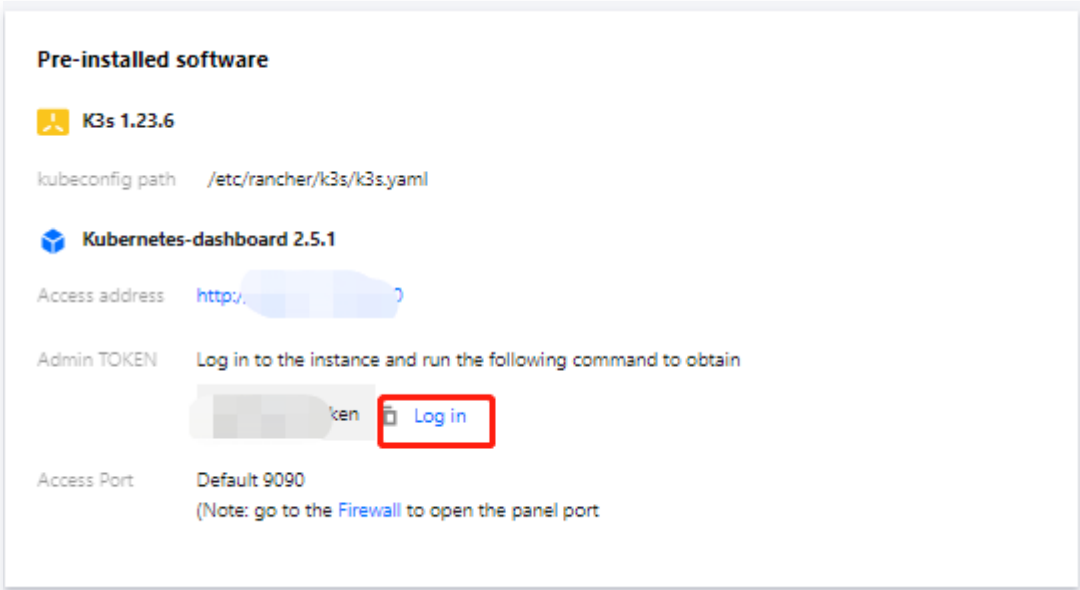 Pre-installed software
K3s 1.23.6
kubeconfig path /etc/rancher/k3s/k3s.yaml
Kubernetes-dashboard 2.5.1
Access address http:/
Admin TOKEN Log in to the instance and run the following command to obtain
Log in
Access Port Default 9090
(Note: go to the Firewall to open the panel port